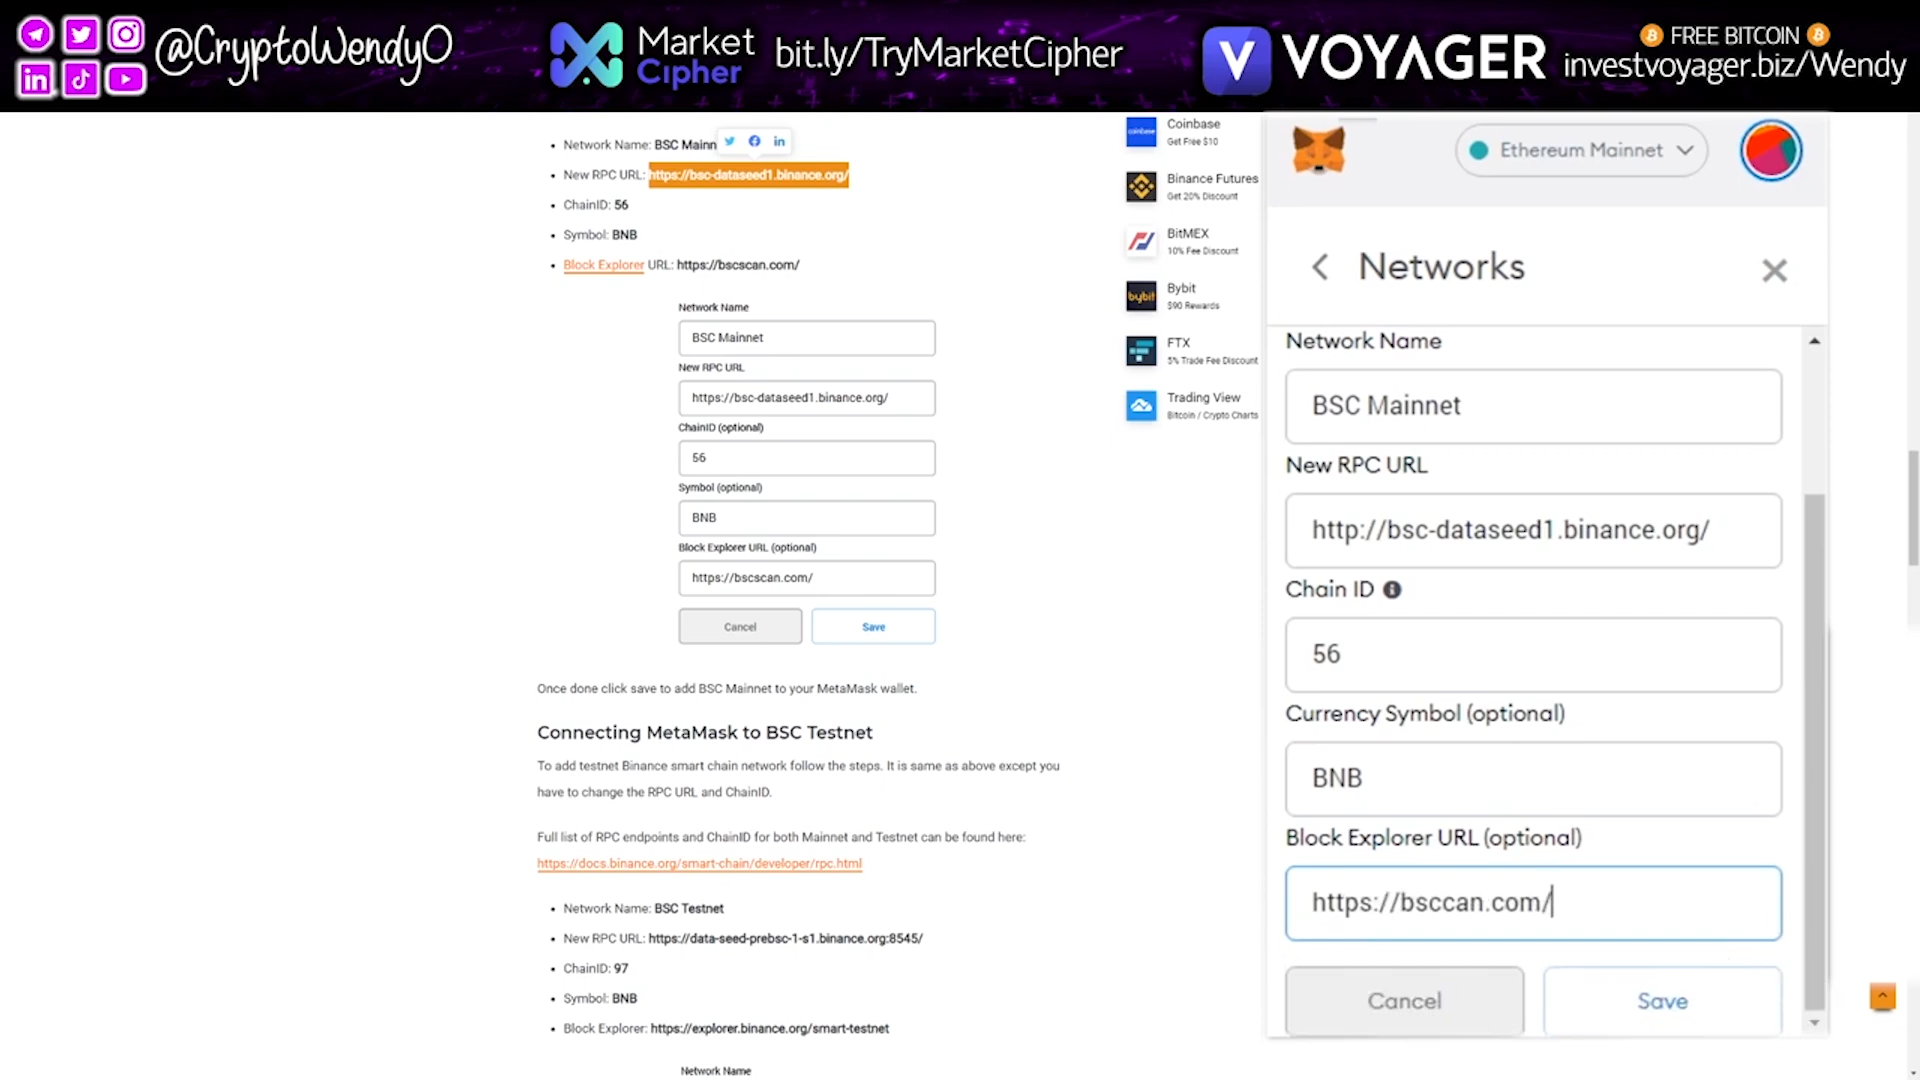 @CryptoWendyO
Market
Cipher
bit.ly/TryMarketCipher
VOYAGER
FREE BITCOIN
investvoyager.biz/Wendy
Network Name: BSC Mainn
New RPC URL: https://bsc-dataseed1.binance.org/
ChainID: 56
Symbol: BNB
Block Explorer URL: https://bscscan.com/
Network Name
BSC Mainnet
New RPC URL
https://bsc-dataseed1.binance.org/
ChainID (optional)
56
Symbol (optional)
BNB
Block Explorer URL (optional)
https://bscscan.com/
Cancel
Save
Once done click save to add BSC Mainnet to your MetaMask wallet.
Connecting MetaMask to BSC Testnet
To add testnet Binance smart chain network follow the steps. It is same as above except you
have to change the RPC URL and ChainID.
Full list of RPC endpoints and ChainID for both Mainnet and Testnet can be found here:
https://docs.binance.org/smart-chain/developer/rpc.html
Network Name: BSC Testnet
New RPC URL: https://data-seed-prebsc-1-s1.binance.org:8545/
ChainID: 97
Symbol: BNB
Block Explorer: https://explorer.binance.org/smart-testnet
Network Name
coinbase
Coinbase
Get Free $10
Binance Futures
Get 20% Discount
BitMEX
10% Fee Discount
BYBIT
Bybit
$90 Rewards
FTX
5% Trade Fee Discount
Trading View
Bitcoin / Crypto Charts
Ethereum Mainnet
Networks
Network Name
BSC Mainnet
New RPC URL
http://bsc-dataseed1.binance.org/
Chain ID
56
Currency Symbol (optional)
BNB
Block Explorer URL (optional)
https://bsccan.com/
Cancel
Save